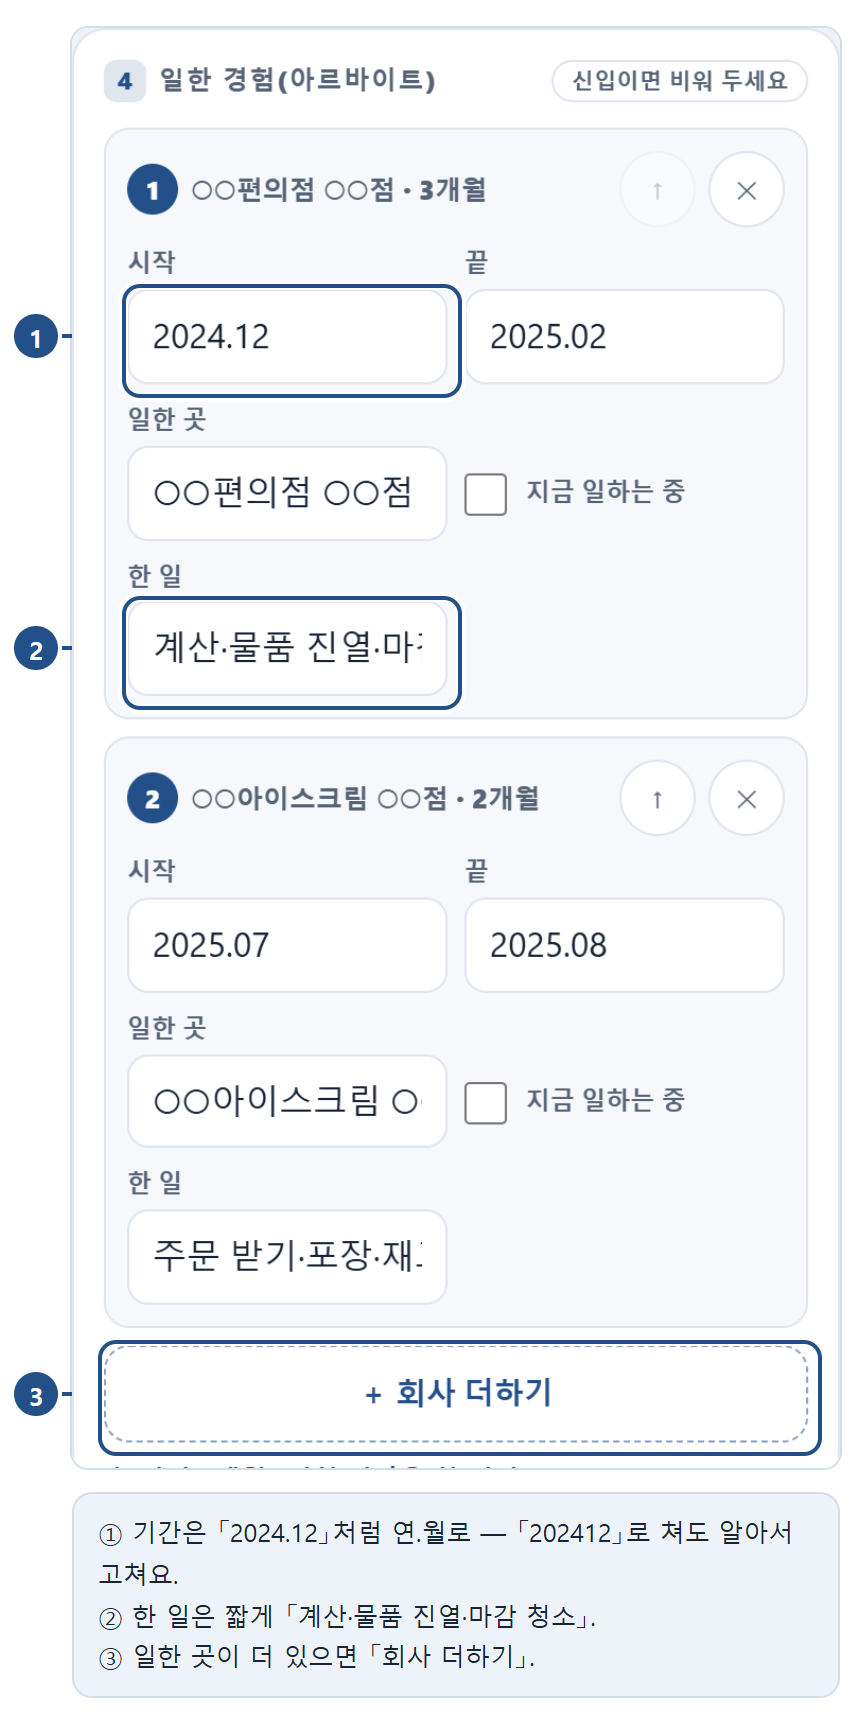 4 일한 경험(아르바이트) 신입이면 비워 두세요
1 ○○편의점 ○○점 · 3개월 ↑ ×
시작 끝
1 2024.12 2025.02
일한 곳
○○편의점 ○○점 지금 일하는 중
한 일
2 계산·물품 진열·마
2 ○○아이스크림 ○○점 · 2개월 ↑ ×
시작 끝
2025.07 2025.08
일한 곳
○○아이스크림 지금 일하는 중
한 일
주문 받기·포장·재
3 + 회사 더하기
① 기간은 「2024.12」처럼 연.월로 — 「202412」로 쳐도 알아서
고쳐요.
② 한 일은 짧게 「계산·물품 진열·마감 청소」.
③ 일한 곳이 더 있으면 「회사 더하기」.